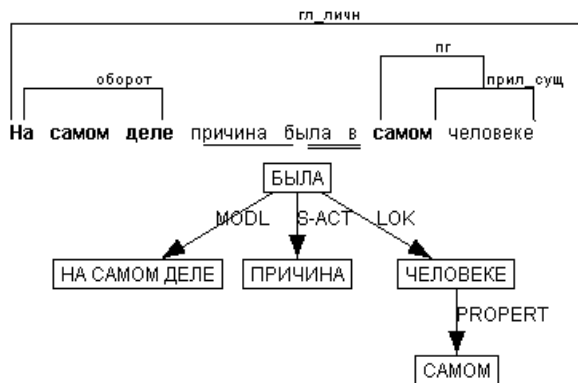 гл_личн
пг
оборот прил_сущ
На самом деле причина была в самом человеке
БЫЛА
MODL S-ACT LOK
НА САМОМ ДЕЛЕ ПРИЧИНА ЧЕЛОВЕКЕ
PROPERT
САМОМ